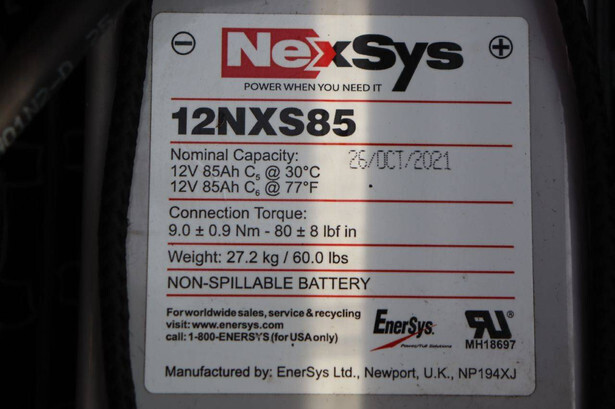 NexSys
POWER WHEN YOU NEED IT
12NXS85
Nominal Capacity: 26/OCT/2021
12V 85Ah C₅ @ 30°C
12V 85Ah C₆ @ 77°F
Connection Torque:
9.0 ± 0.9 Nm - 80 ± 8 lbf in
Weight: 27.2 kg / 60.0 lbs
NON-SPILLABLE BATTERY
For worldwide sales, service & recycling
visit: www.enersys.com
call: 1-800-ENERSYS (for USA only)
EnerSys.
Power/Full Solutions
MH18697
Manufactured by: EnerSys Ltd., Newport, U.K., NP194XJ